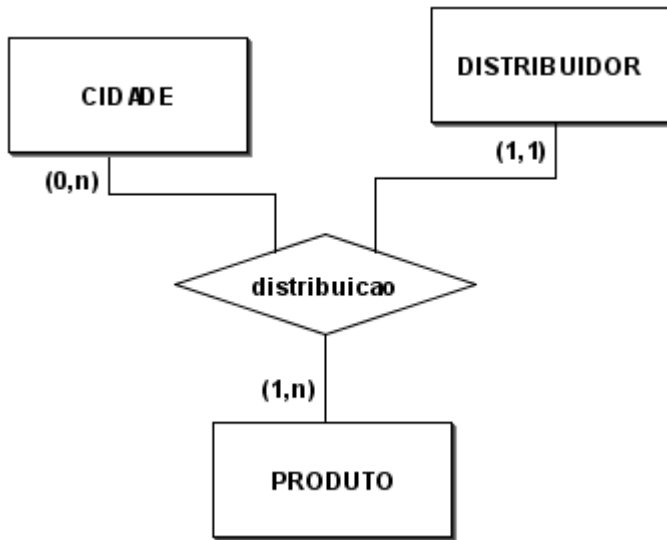 CIDADE
DISTRIBUIDOR
(0,n)
(1,1)
distribuicao
(1,n)
PRODUTO